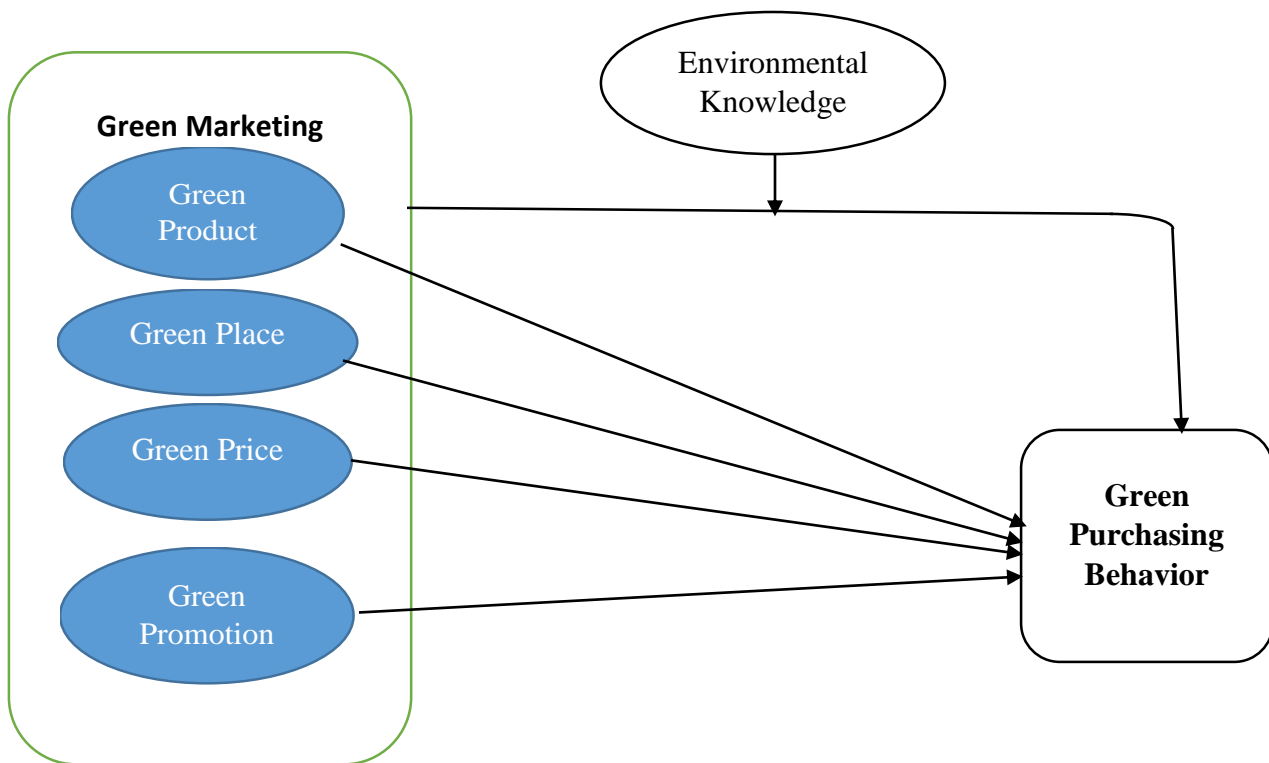 Environmental
Knowledge
Green Marketing
Green
Product
Green Place
Green Price
Green
Promotion
Green
Purchasing
Behavior